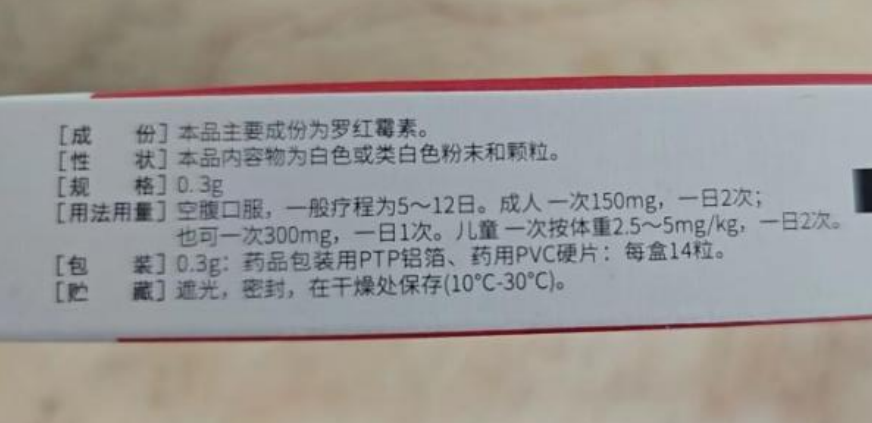 [成 份] 本品主要成份为罗红霉素。
[性 状] 本品内容物为白色或类白色粉末和颗粒。
[规 格] 0.3g
[用法用量] 空腹口服，一般疗程为5～12日。成人一次150mg，一日2次；
也可一次300mg，一日1次。儿童一次按体重2.5～5mg/kg，一日2次。
[包 装] 0.3g：药品包装用PTP铝箔、药用PVC硬片：每盒14粒。
[贮 藏] 遮光，密封，在干燥处保存(10°C-30°C)。